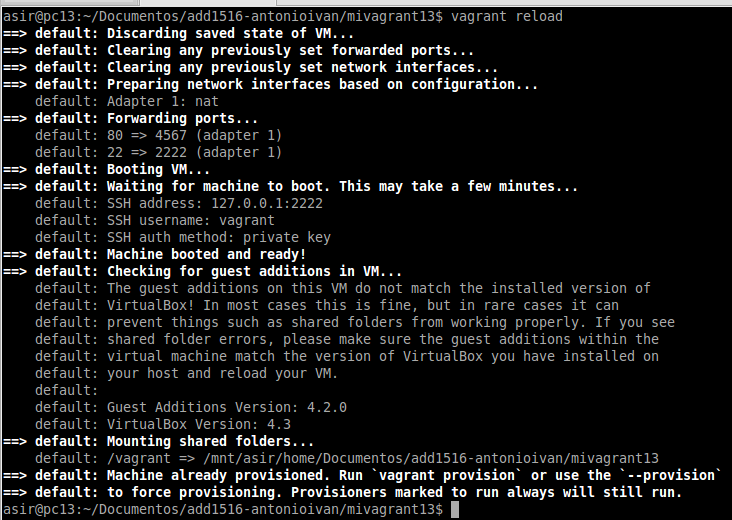 asir@pc13:~/Documentos/add1516-antonioivan/mivagrant13$ vagrant reload
==> default: Discarding saved state of VM...
==> default: Clearing any previously set forwarded ports...
==> default: Clearing any previously set network interfaces...
==> default: Preparing network interfaces based on configuration...
    default: Adapter 1: nat
==> default: Forwarding ports...
    default: 80 => 4567 (adapter 1)
    default: 22 => 2222 (adapter 1)
==> default: Booting VM...
==> default: Waiting for machine to boot. This may take a few minutes...
    default: SSH address: 127.0.0.1:2222
    default: SSH username: vagrant
    default: SSH auth method: private key
==> default: Machine booted and ready!
==> default: Checking for guest additions in VM...
    default: The guest additions on this VM do not match the installed version of
    default: VirtualBox! In most cases this is fine, but in rare cases it can
    default: prevent things such as shared folders from working properly. If you see
    default: shared folder errors, please make sure the guest additions within the
    default: virtual machine match the version of VirtualBox you have installed on
    default: your host and reload your VM.
    default:
    default: Guest Additions Version: 4.2.0
    default: VirtualBox Version: 4.3
==> default: Mounting shared folders...
    default: /vagrant => /mnt/asir/home/Documentos/add1516-antonioivan/mivagrant13
==> default: Machine already provisioned. Run `vagrant provision` or use the `--provision`
==> default: to force provisioning. Provisioners marked to run always will still run.
asir@pc13:~/Documentos/add1516-antonioivan/mivagrant13$